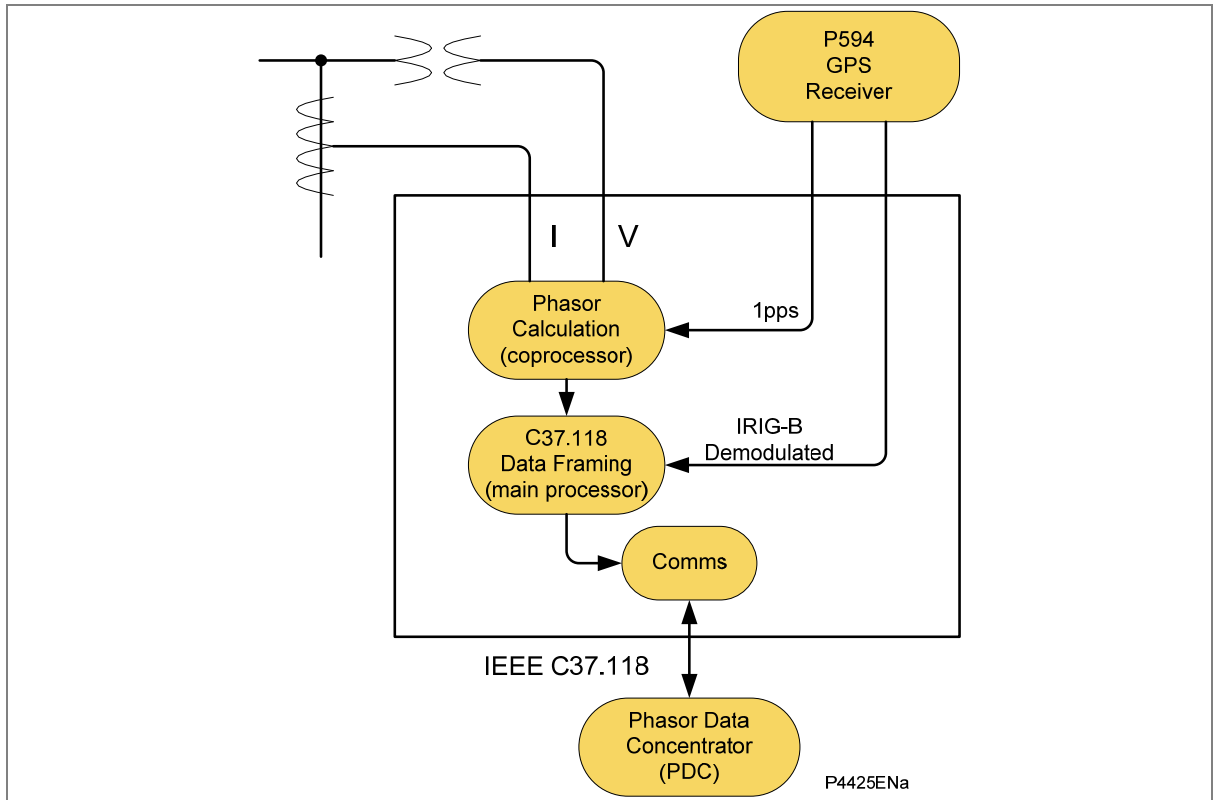 P594
GPS
Receiver
I
V
Phasor
Calculation
(coprocessor)
1pps
C37.118
Data Framing
(main processor)
IRIG-B
Demodulated
Comms
IEEE C37.118
Phasor Data
Concentrator
(PDC)
P4425ENa